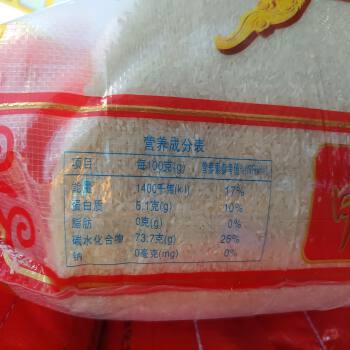 营养成分表
项目 每100克(g) 营养素参考值%(NRV%)
能量 1400千焦(kJ) 17%
蛋白质 6.1克(g) 10%
脂肪 0克(g) 0%
碳水化合物 73.7克(g) 25%
钠 0毫克(mg) 0%